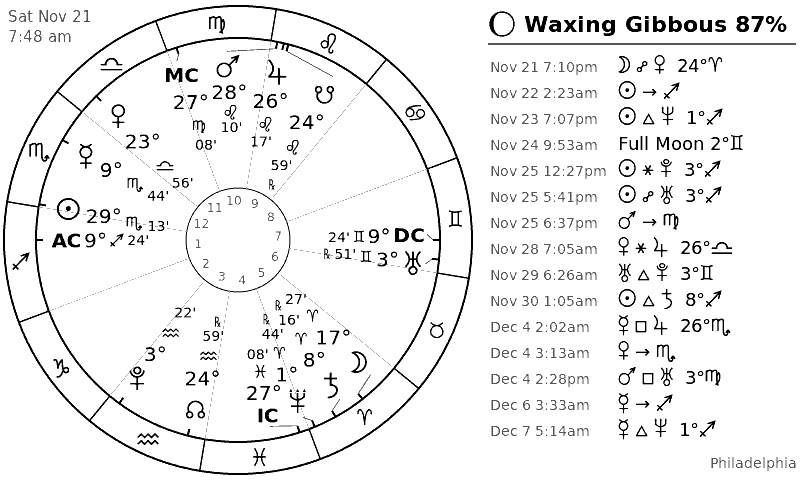 Sat Nov 21
7:48 am
MC
27°
♍
08'
♂
28°
♌
10'
♃
26°
♌
17'
☋
24°
♌
59'
℞
♀
23°
♎
56'
☿
9°
♏
44'
☉ 29° ♏ 13'
AC 9° ♐ 24'
24' ♊ 9° DC
℞ 51' ♊ 3° ♅
10
11
9
12
8
1
7
2
6
3
4
5
22'
♒
3°
♇
℞
59'
♒
24°
☊
08'
♓
27°
IC
℞
44'
♈
1°
♆
℞
16'
♈
8°
♄
27'
♈
17°
☽
♍
♌
♎
♋
♏
♊
♐
♉
♑
♈
♒
♓
Waxing Gibbous 87%
Nov 21 7:10pm ☽ ☍ ♀ 24°♈
Nov 22 2:23am ☉ → ♐
Nov 23 7:07pm ☉ △ ♆ 1°♐
Nov 24 9:53am Full Moon 2°♊
Nov 25 12:27pm ☉ ⚹ ♇ 3°♐
Nov 25 5:41pm ☉ ☍ ♅ 3°♐
Nov 25 6:37pm ♂ → ♍
Nov 28 7:05am ♀ ⚹ ♃ 26°♎
Nov 29 6:26am ♅ △ ♇ 3°♊
Nov 30 1:05am ☉ △ ♄ 8°♐
Dec 4 2:02am ☿ □ ♃ 26°♏
Dec 4 3:13am ♀ → ♏
Dec 4 2:28pm ♂ □ ♅ 3°♍
Dec 6 3:33am ☿ → ♐
Dec 7 5:14am ☿ △ ♆ 1°♐
Philadelphia